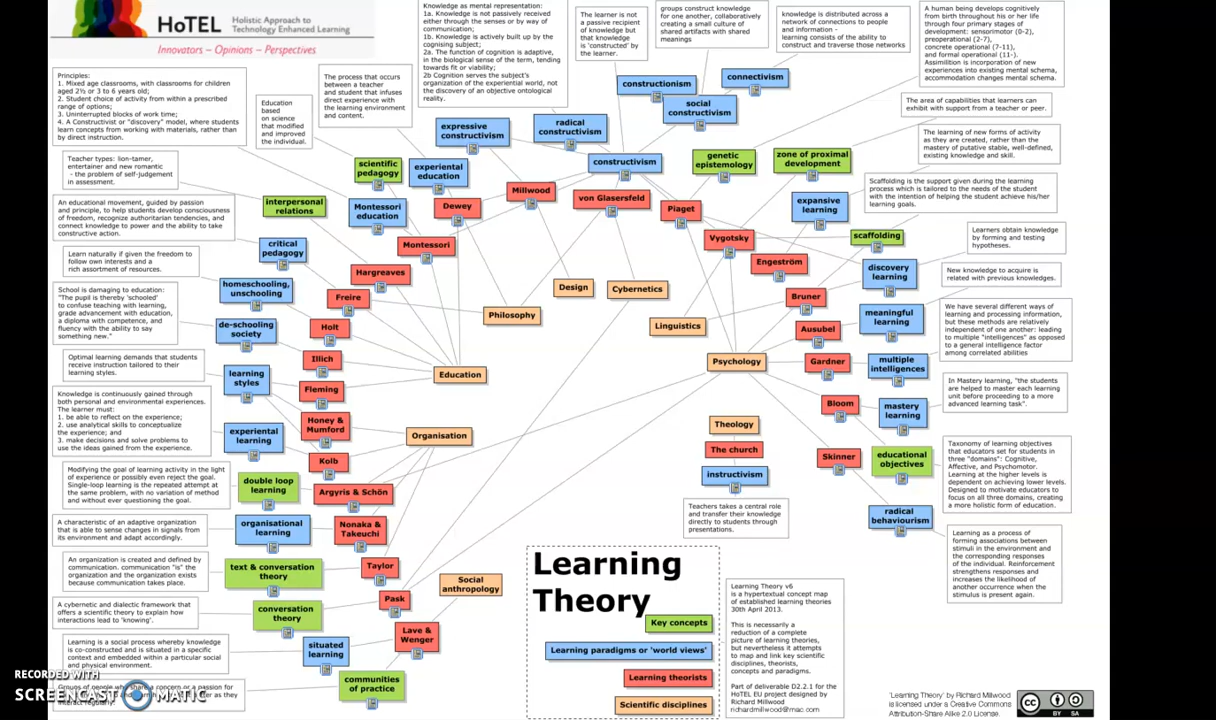 HoTEL
Holistic Approach to
Technology Enhanced Learning
Innovators – Opinions – Perspectives
Principles:
1. Mixed age classrooms, with classrooms for children
aged 2½ or 3 to 6 years old;
2. Student choice of activity from within a prescribed
range of options;
3. Uninterrupted blocks of work time;
4. A Constructivist or "discovery" model, where students
learn concepts from working with materials, rather than
by direct instruction.
Education
based
on science
that modified
and improved
the individual.
The process that occurs
between a teacher
and student that infuses
direct experience with
the learning environment
and content.
Knowledge as mental representation:
1a. Knowledge is not passively received
either through the senses or by way of
communication;
1b. Knowledge is actively built up by the
cognising subject;
2a. The function of cognition is adaptive,
in the biological sense of the term, tending
towards fit or viability;
2b Cognition serves the subject's
organization of the experiential world, not
the discovery of an objective ontological
reality.
The learner is not
a passive recipient
of knowledge but
that knowledge
is 'constructed' by
the learner.
groups construct knowledge
for one another, collaboratively
creating a small culture of
shared artifacts with shared
meanings
knowledge is distributed across a
network of connections to people
and information -
learning consists of the ability to
construct and traverse those networks
A human being develops cognitively
from birth throughout his or her life
through four primary stages of
development: sensorimotor (0-2),
preoperational (2-7),
concrete operational (7-11),
and formal operational (11-).
Assimilition is incorporation of new
experiences into existing mental schema,
accordation changes mental schema.
The area of capabilities that learners can
exhibit with support from a teacher or peer.
The learning of new forms of activity
as they are created, rather than the
mastery of putative stable, well-defined,
existing knowledge and skill.
Scaffolding is the support given during the learning
process which is tailored to the needs of the student
with the intention of helping the student achieve his/her
learning goals.
Learners obtain knowledge
by forming and testing
hypotheses.
New knowledge to acquire is
related with previous knowledges.
We have several different ways of
learning and processing information,
but these methods are relatively
independent of one another: leading
to multiple "intelligences" as opposed
to a general intelligence factor
among correlated abilities
In Mastery learning, "the students
are helped to master each learning
unit before proceeding to a more
advanced learning task".
Taxonomy of learning objectives
that educators set for students in
three "domains": Cognitive,
Affective, and Psychomotor.
Learning at the higher levels is
dependent on achieving lower levels.
Designed to motivate educators to
focus on all three domains, creating
a more holistic form of education.
Learning as a process of
forming associations between
stimuli in the environment and
the corresponding responses
of the individual. Reinforcement
strengthens responses and
increases the likelihood of
another occurrence when the
stimulus is present again.
Teacher types: lion-tamer,
entertainer and new romantic
- the problem of self-judgement
in assessment.
An educational movement, guided by passion
and principle, to help students develop consciousness
of freedom, recognize authoritarian tendencies, and
connect knowledge to power and the ability to take
constructive action.
Learn naturally if given the freedom to
follow own interests and a
rich assortment of resources.
School is damaging to education:
"The pupil is thereby 'schooled'
to confuse teaching with learning,
grade advancement with education,
a diploma with competence, and
fluency with the ability to say
something new."
Optimal learning demands that students
receive instruction tailored to their
learning styles.
Knowledge is continuously gained through
both personal and environmental experiences.
The learner must:
1. be able to reflect on the experience;
2. use analytical skills to conceptualize
the experience; and
3. make decisions and solve problems to
use the ideas gained from the experience.
Modifying the goal of learning activity in the light
of experience or possibly even reject the goal.
Single-loop learning is the repeated attempt at
the same problem, with no variation of method
and without ever questioning the goal.
A characteristic of an adaptive organization
that is able to sense changes in signals from
its environment and adapt accordingly.
An organization is created and defined by
communication. communication "is" the
organization and the organization exists
because communication takes place.
A cybernetic and dialectic framework that
offers a scientific theory to explain how
interactions lead to 'knowing'.
Learning is a social process whereby knowledge
is co-constructed and is situated in a specific
context and embedded within a particular social
and physical environment.
Groups of people who share a concern or a passion for
interact regularly.
constructionism
connectivism
social
constructivism
expressive
constructivism
radical
constructivism
constructivism
scientific
pedagogy
experiential
education
genetic
epistemology
zone of proximal
development
Millwood
von Glasersfeld
Piaget
interpersonal
relations
Montessori
education
Dewey
expansive
learning
critical
pedagogy
Montessori
Vygotsky
scaffolding
Hargreaves
Engeström
discovery
learning
homeschooling,
unschooling
Freire
Design
Cybernetics
Bruner
de-schooling
society
Holt
Philosophy
Linguistics
Ausubel
meaningful
learning
Illich
Education
Psychology
Gardner
multiple
intelligences
learning
styles
Fleming
Bloom
mastery
learning
experiential
learning
Honey &
Mumford
Organisation
Theology
The church
instructivism
Teachers takes a central role
and transfer their knowledge
directly to students through
presentations.
Skinner
educational
objectives
Kolb
double loop
learning
Argyris & Schön
radical
behaviourism
organisational
learning
Nonaka &
Takeuchi
text & conversation
theory
Taylor
Social
anthropology
conversation
theory
Pask
situated
learning
Lave &
Wenger
communities
of practice
Learning
Theory
Key concepts
Learning paradigms or 'world views'
Learning theorists
Scientific disciplines
Learning Theory v6
is a hypertextual concept map
of established learning theories
30th April 2013.
This is necessarily a
reduction of a complete
picture of learning theories,
but nevertheless it attempts
to map and link key scientific
disciplines, theorists,
concepts and paradigms.
Part of deliverable D2.2.1 for the
HoTEL EU project designed by
Richard Millwood
richardmillwood@mac.com
'Learning Theory' by Richard Millwood
is licensed under a Creative Commons
Attribution-Share Alike 2.0 License.
CC BY SA
RECORDED WITH
SCREENCAST MATIC